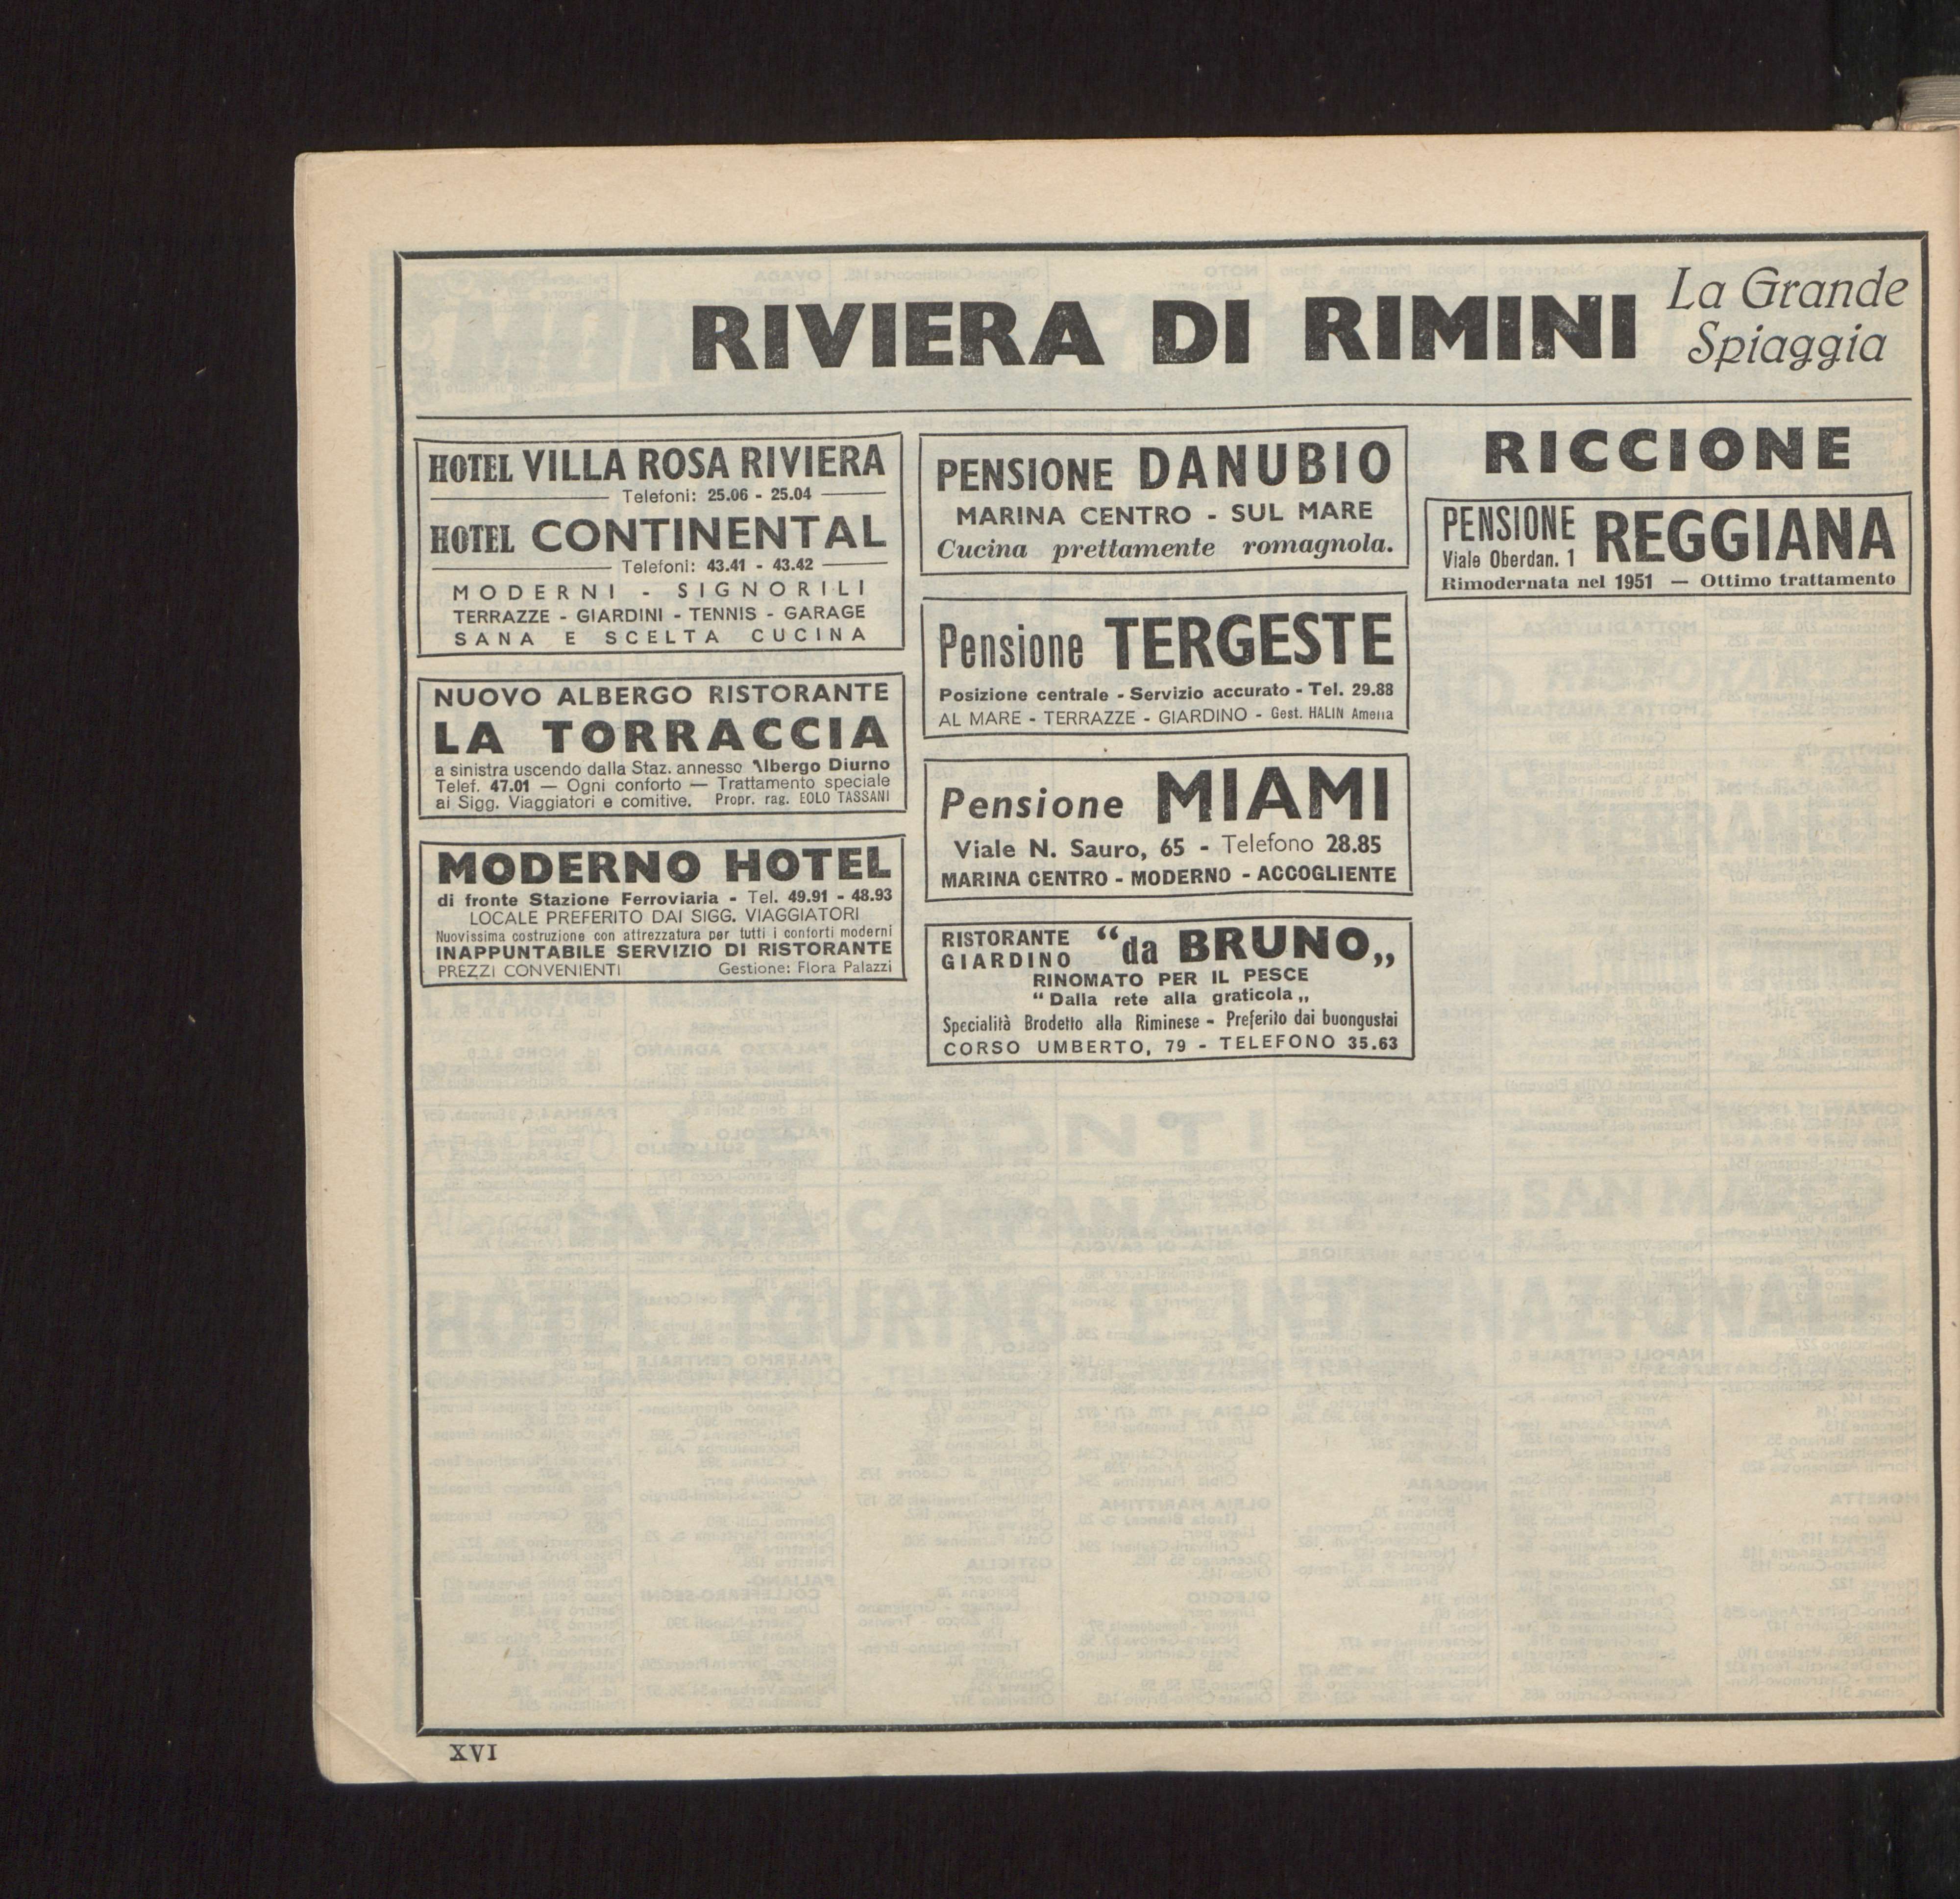 RIVIERA DI RIMINI
La Grande
Spiaggia
HOTEL VILLA ROSA RIVIERA
Telefoni: 25.06 - 25.04
HOTEL CONTINENTAL
Telefoni: 43.41 - 43.42
MODERNI - SIGNORILI
TERRAZZE - GIARDINI - TENNIS - GARAGE
SANA E SCELTA CUCINA
NUOVO ALBERGO RISTORANTE
LA TORRACCIA
a sinistra uscendo dalla Staz. annesso Albergo Diurno
Telef. 47.01 — Ogni conforto — Trattamento speciale
ai Sigg. Viaggiatori e comitive. Propr. rag. EOLO TASSANI
MODERNO HOTEL
di fronte Stazione Ferroviaria - Tel. 49.91 - 48.93
LOCALE PREFERITO DAI SIGG. VIAGGIATORI
Nuovissima costruzione con attrezzatura per tutti i conforti moderni
INAPPUNTABILE SERVIZIO DI RISTORANTE
PREZZI CONVENIENTI Gestione: Flora Palazzi
PENSIONE DANUBIO
MARINA CENTRO - SUL MARE
Cucina prettamente romagnola.
Pensione TERGESTE
Posizione centrale - Servizio accurato - Tel. 29.88
AL MARE - TERRAZZE - GIARDINO - Gest. HALIN Amelia
Pensione MIAMI
Viale N. Sauro, 65 - Telefono 28.85
MARINA CENTRO - MODERNO - ACCOGLIENTE
RISTORANTE
GIARDINO
“da BRUNO„
RINOMATO PER IL PESCE
“Dalla rete alla graticola„
Specialità Brodetto alla Riminese - Preferito dai buongustai
CORSO UMBERTO, 79 - TELEFONO 35.63
RICCIONE
PENSIONE REGGIANA
Viale Oberdan. 1
Rimodernata nel 1951 — Ottimo trattamento
XVI